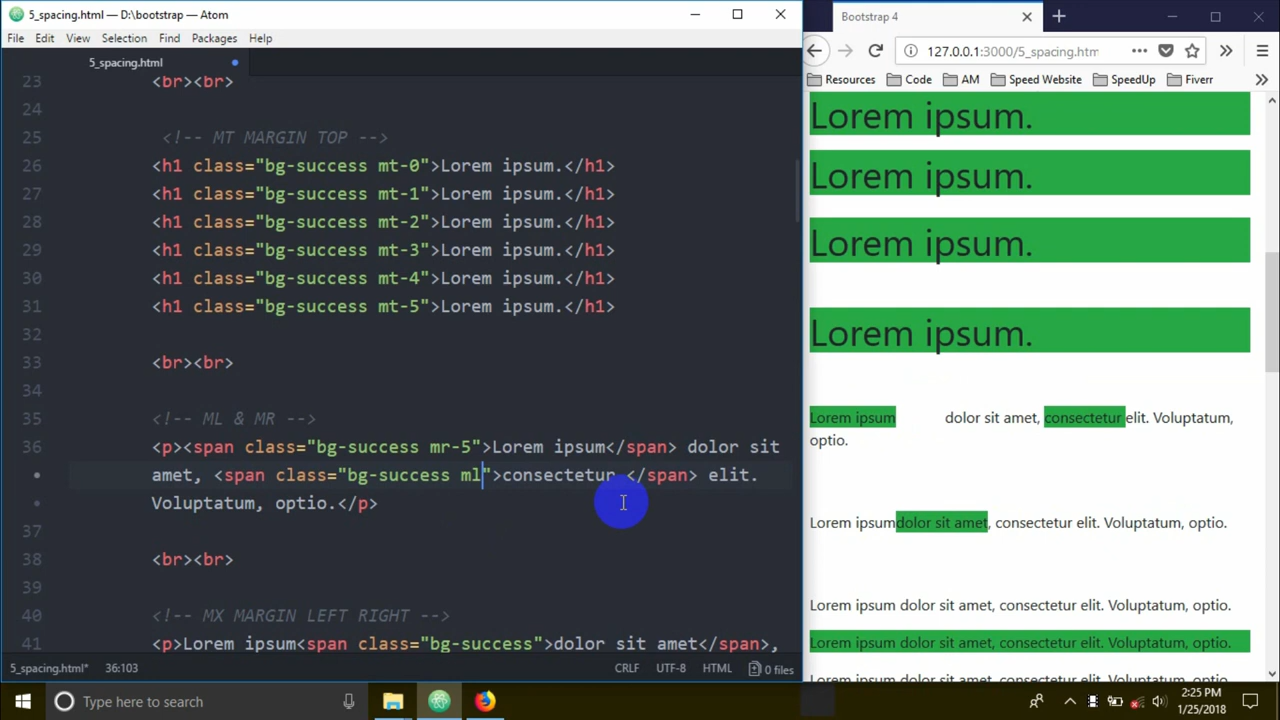 5_spacing.html — D:\bootstrap — Atom
File Edit View Selection Find Packages Help
5_spacing.html
23 <br><br>
24
25 <!-- MT MARGIN TOP -->
26 <h1 class="bg-success mt-0">Lorem ipsum.</h1>
27 <h1 class="bg-success mt-1">Lorem ipsum.</h1>
28 <h1 class="bg-success mt-2">Lorem ipsum.</h1>
29 <h1 class="bg-success mt-3">Lorem ipsum.</h1>
30 <h1 class="bg-success mt-4">Lorem ipsum.</h1>
31 <h1 class="bg-success mt-5">Lorem ipsum.</h1>
32
33 <br><br>
34
35 <!-- ML & MR -->
36 <p><span class="bg-success mr-5">Lorem ipsum</span> dolor sit
amet, <span class="bg-success ml">consectetur </span> elit.
Voluptatum, optio.</p>
37
38 <br><br>
39
40 <!-- MX MARGIN LEFT RIGHT -->
41 <p>Lorem ipsum<span class="bg-success">dolor sit amet</span>,
5_spacing.html* 36:103 CRLF UTF-8 HTML 0 files
Bootstrap 4
127.0.0.1:3000/5_spacing.htm
Resources Code AM Speed Website SpeedUp Fiverr
Lorem ipsum.
Lorem ipsum.
Lorem ipsum.
Lorem ipsum.
Lorem ipsum dolor sit amet, consectetur elit. Voluptatum,
optio.
Lorem ipsumdolor sit amet, consectetur elit. Voluptatum, optio.
Lorem ipsum dolor sit amet, consectetur elit. Voluptatum, optio.
Lorem ipsum dolor sit amet, consectetur elit. Voluptatum, optio.
Lorem ipsum dolor sit amet, consectetur elit. Voluptatum, optio.
Type here to search
2:25 PM
1/25/2018